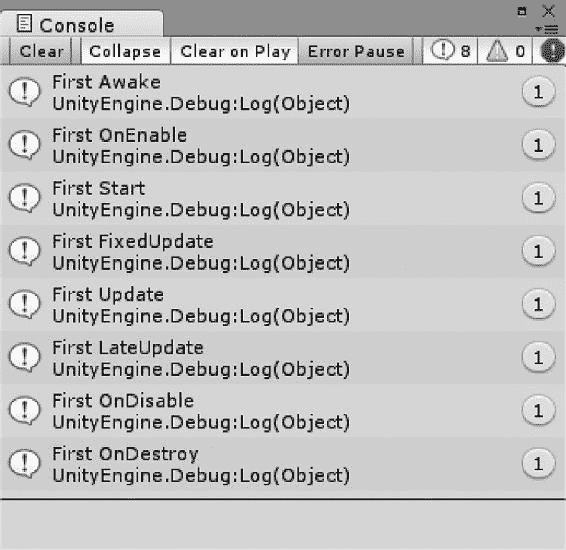 Console
Clear Collapse Clear on Play Error Pause 8 0
First Awake
UnityEngine.Debug:Log(Object)
1
First OnEnable
UnityEngine.Debug:Log(Object)
1
First Start
UnityEngine.Debug:Log(Object)
1
First FixedUpdate
UnityEngine.Debug:Log(Object)
1
First Update
UnityEngine.Debug:Log(Object)
1
First LateUpdate
UnityEngine.Debug:Log(Object)
1
First OnDisable
UnityEngine.Debug:Log(Object)
1
First OnDestroy
UnityEngine.Debug:Log(Object)
1